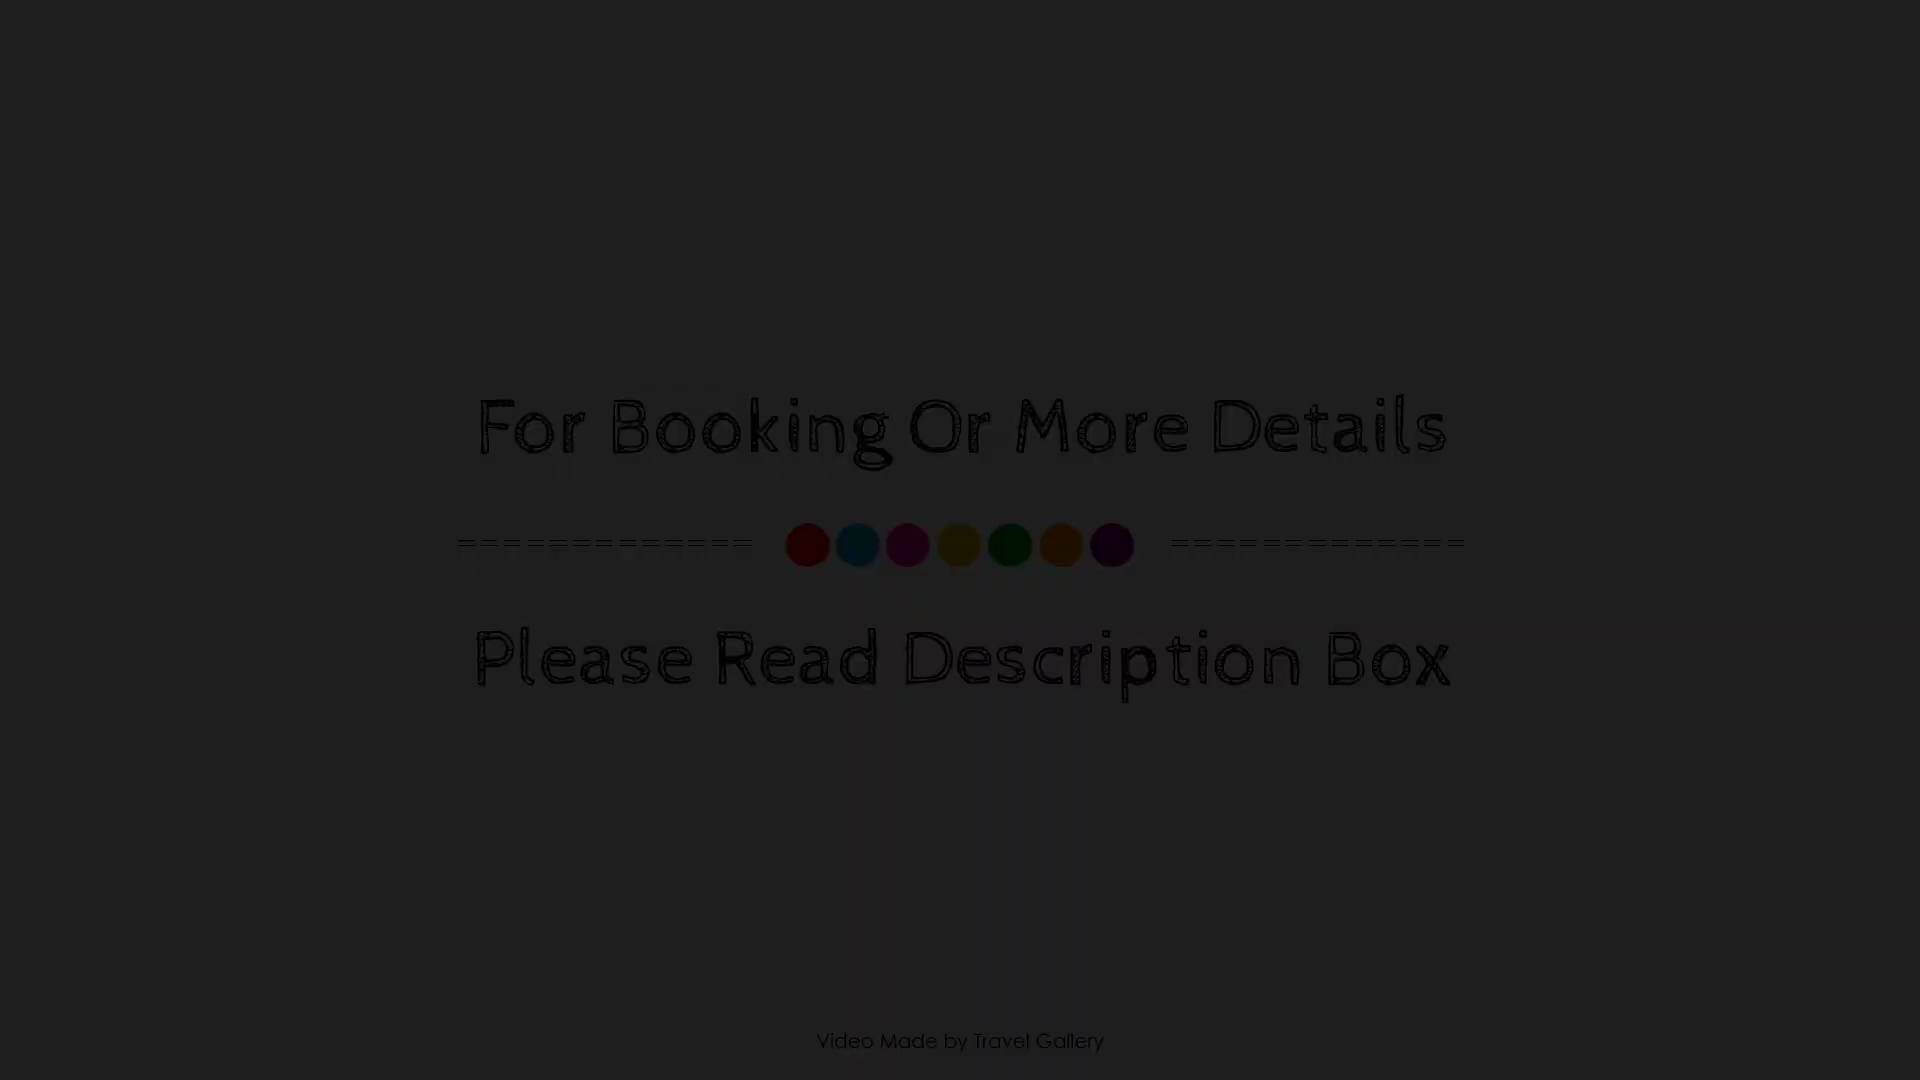 For Booking Or More Details
============= =============
Please Read Description Box
Video Made by Travel Gallery